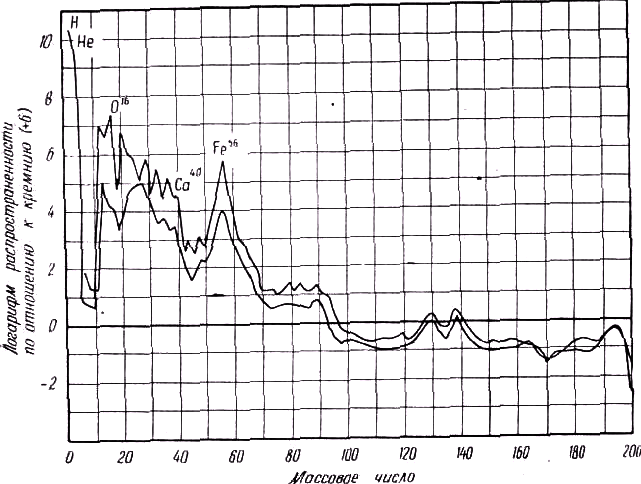 H
He
10
8
6
4
2
0
-2
O¹⁶
Ca⁴⁰
Fe⁵⁶
Логарифм распространенности
по отношению к кремнию (+6)
0 20 40 60 80 100 120 140 160 180 200
Массовое число